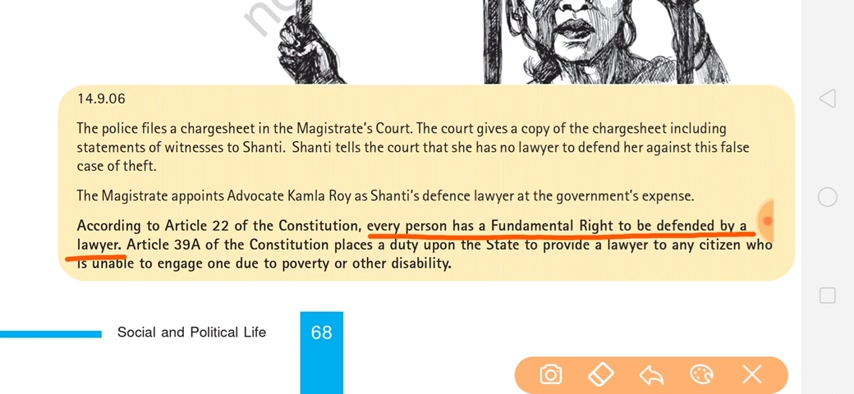 no
14.9.06
The police files a chargesheet in the Magistrate's Court. The court gives a copy of the chargesheet including
statements of witnesses to Shanti.  Shanti tells the court that she has no lawyer to defend her against this false
case of theft.
The Magistrate appoints Advocate Kamla Roy as Shanti's defence lawyer at the government's expense.
According to Article 22 of the Constitution, every person has a Fundamental Right to be defended by a
lawyer. Article 39A of the Constitution places a duty upon the State to provide a lawyer to any citizen who
is unable to engage one due to poverty or other disability.
Social and Political Life
68